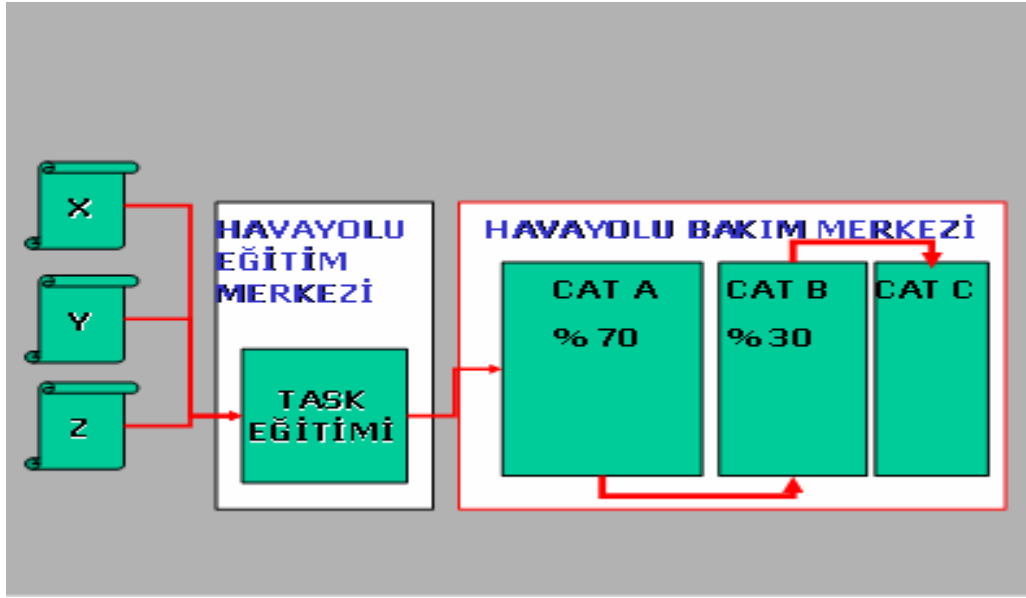 X
Y
Z
HAVAYOLU
EĞİTİM
MERKEZİ
TASK
EĞİTİMİ
HAVAYOLU BAKIM MERKEZİ
CAT A
% 70
CAT B
% 30
CAT C